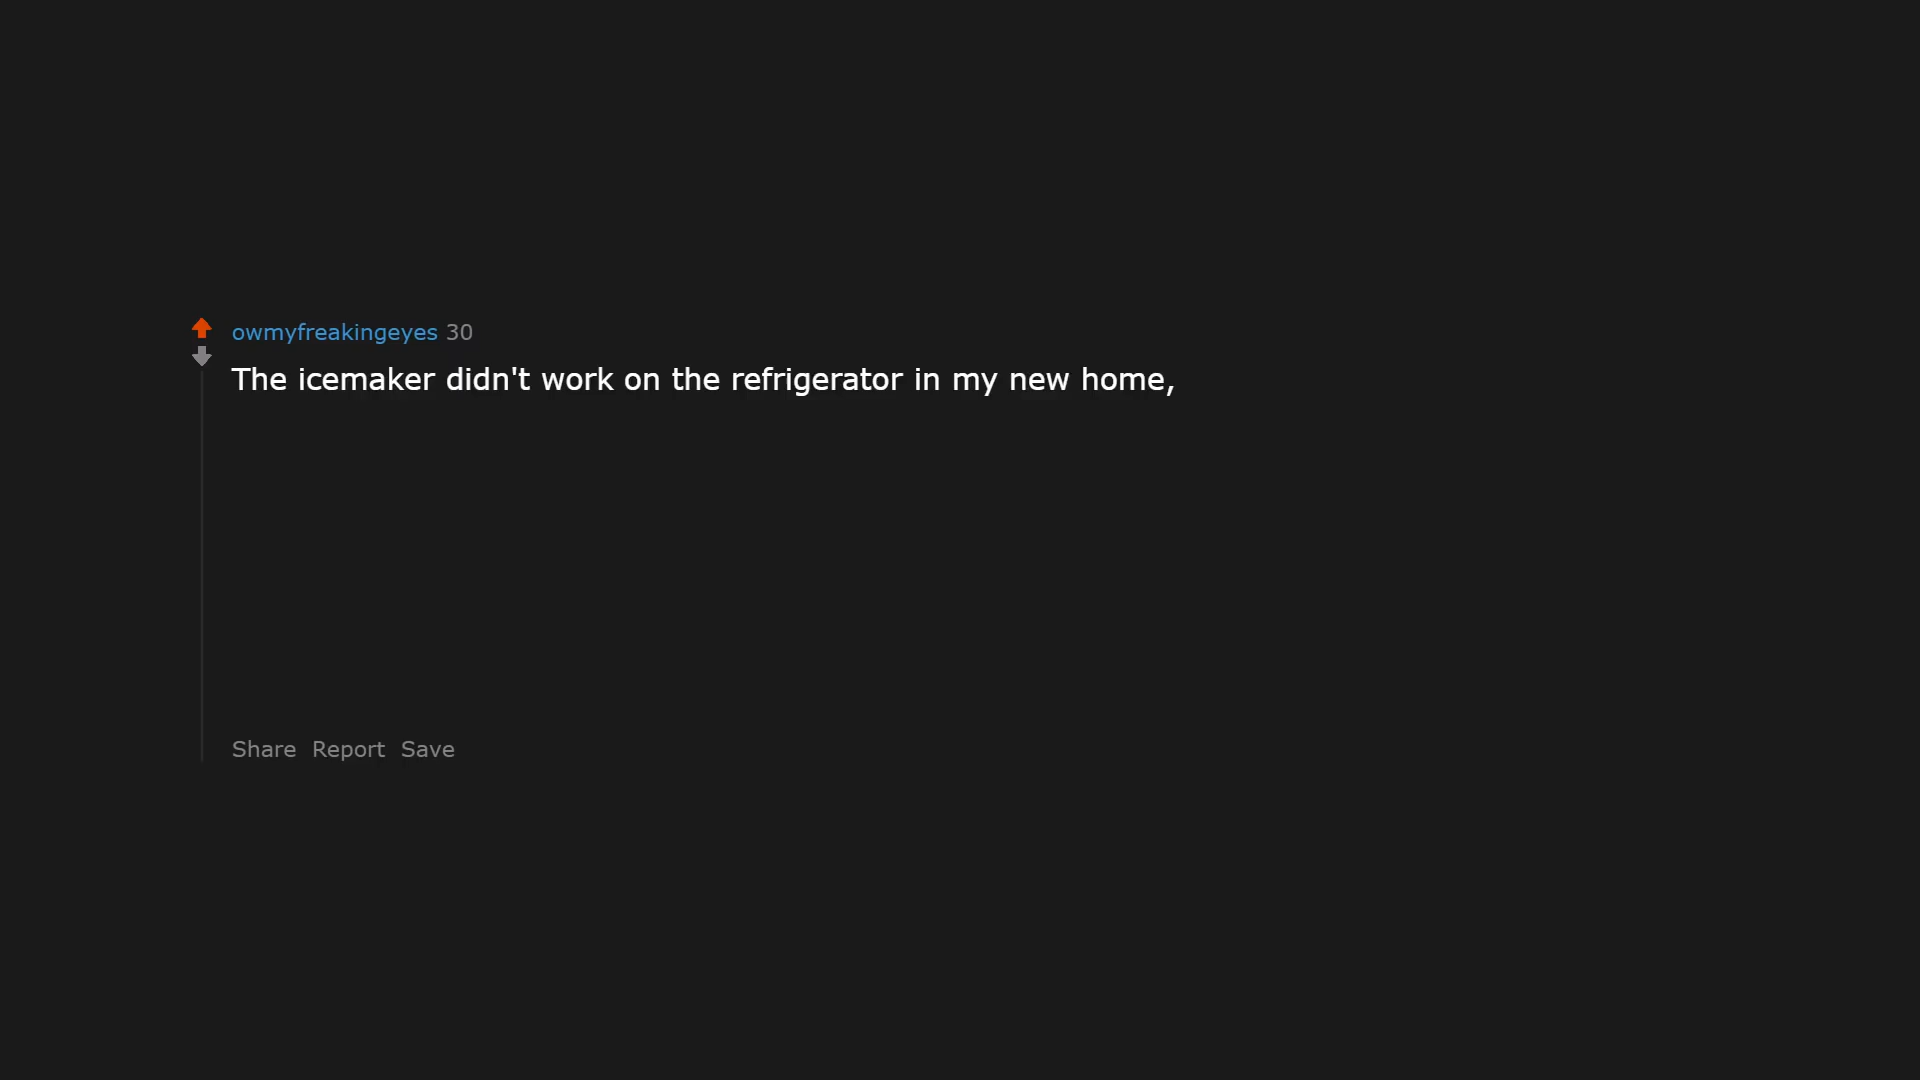 owmyfreakingeyes 30
The icemaker didn't work on the refrigerator in my new home,
Share Report Save